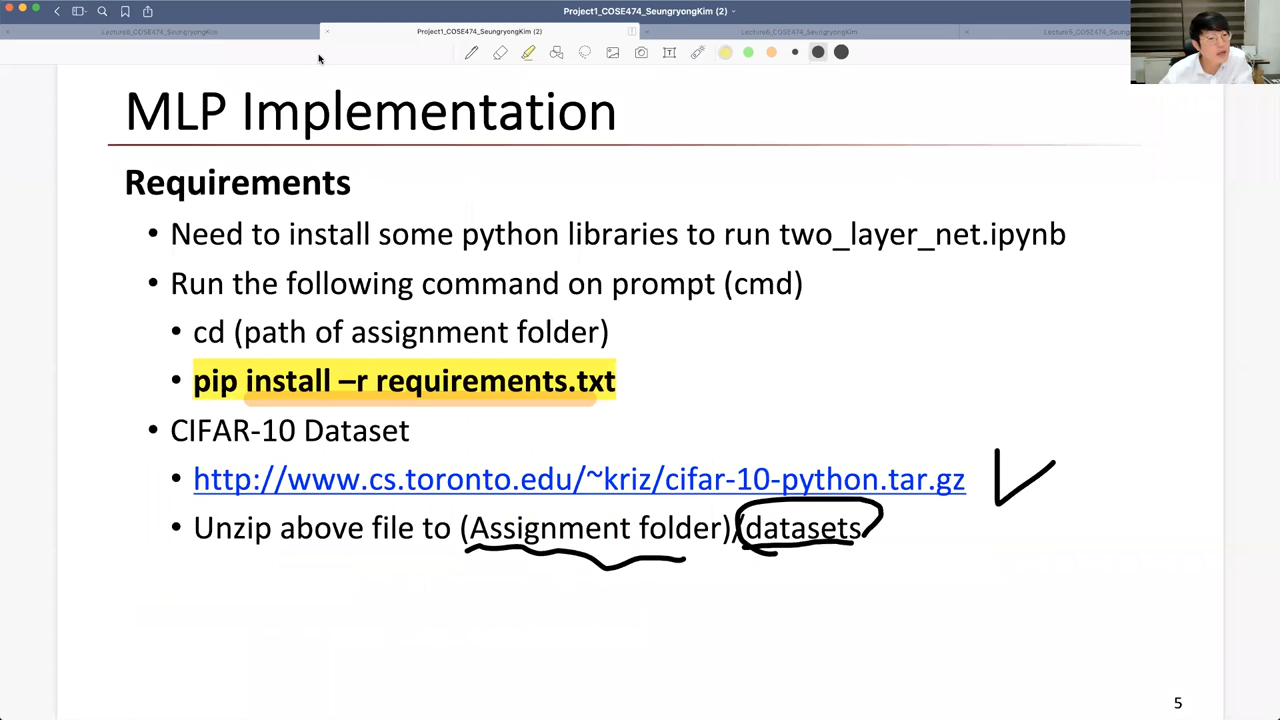 Project1_COSE474_SeungryongKim (2)
Project1_COSE474_SeungryongKim (2)
MLP Implementation
Requirements
• Need to install some python libraries to run two_layer_net.ipynb
• Run the following command on prompt (cmd)
• cd (path of assignment folder)
• pip install –r requirements.txt
• CIFAR-10 Dataset
• http://www.cs.toronto.edu/~kriz/cifar-10-python.tar.gz
• Unzip above file to (Assignment folder)/datasets
5